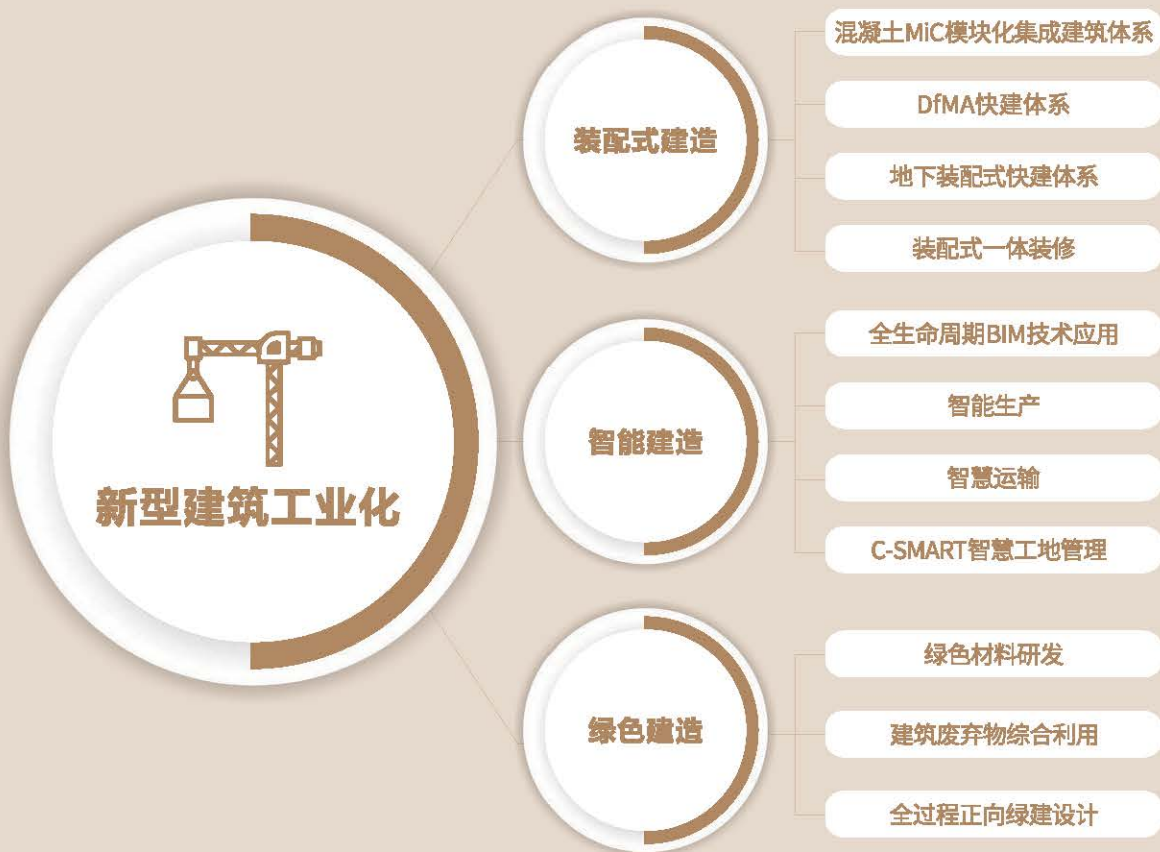 新型建筑工业化
装配式建造
混凝土MiC模块化集成建筑体系
DfMA快建体系
地下装配式快建体系
装配式一体装修
智能建造
全生命周期BIM技术应用
智能生产
智慧运输
C-SMART智慧工地管理
绿色建造
绿色材料研发
建筑废弃物综合利用
全过程正向绿建设计